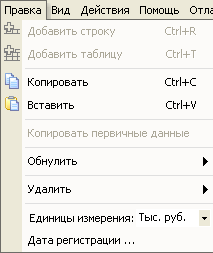 Правка Вид Действия Помощь Отла
Добавить строку Ctrl+R
Добавить таблицу Ctrl+T
Копировать Ctrl+C
Вставить Ctrl+V
Копировать первичные данные
Обнулить
Удалить
Единицы измерения: Тыс. руб.
Дата регистрации ...